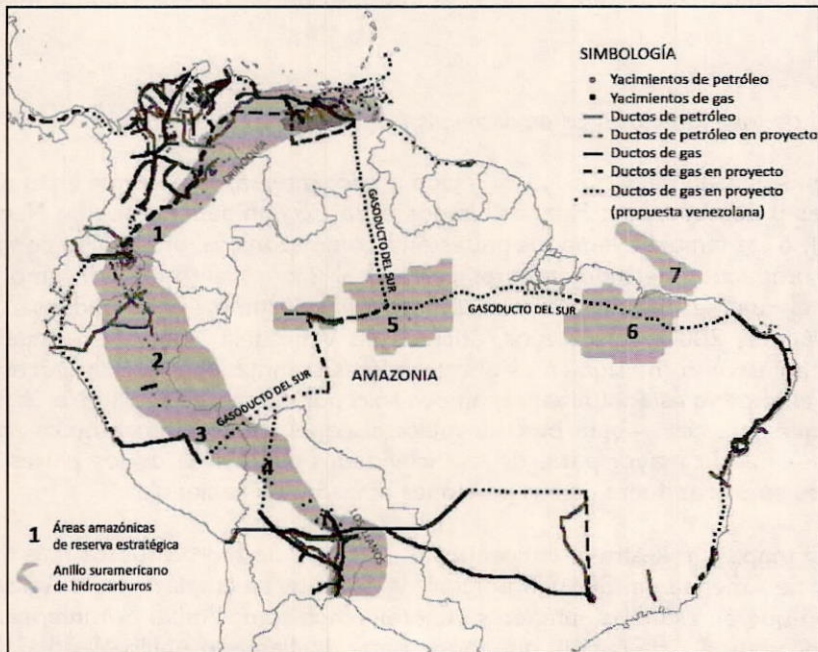 SIMBOLOGÍA
Yacimientos de petróleo
Yacimientos de gas
Ductos de petróleo
Ductos de petróleo en proyecto
Ductos de gas
Ductos de gas en proyecto
Ductos de gas en proyecto
(propuesta venezolana)
ORINOQUIA
1
GASODUCTO DEL SUR
7
GASODUCTO DEL SUR
5
6
2
AMAZONIA
GASODUCTO DEL SUR
3
4
LOS LLANOS
1 Áreas amazónicas
de reserva estratégica
Anillo suramericano
de hidrocarburos